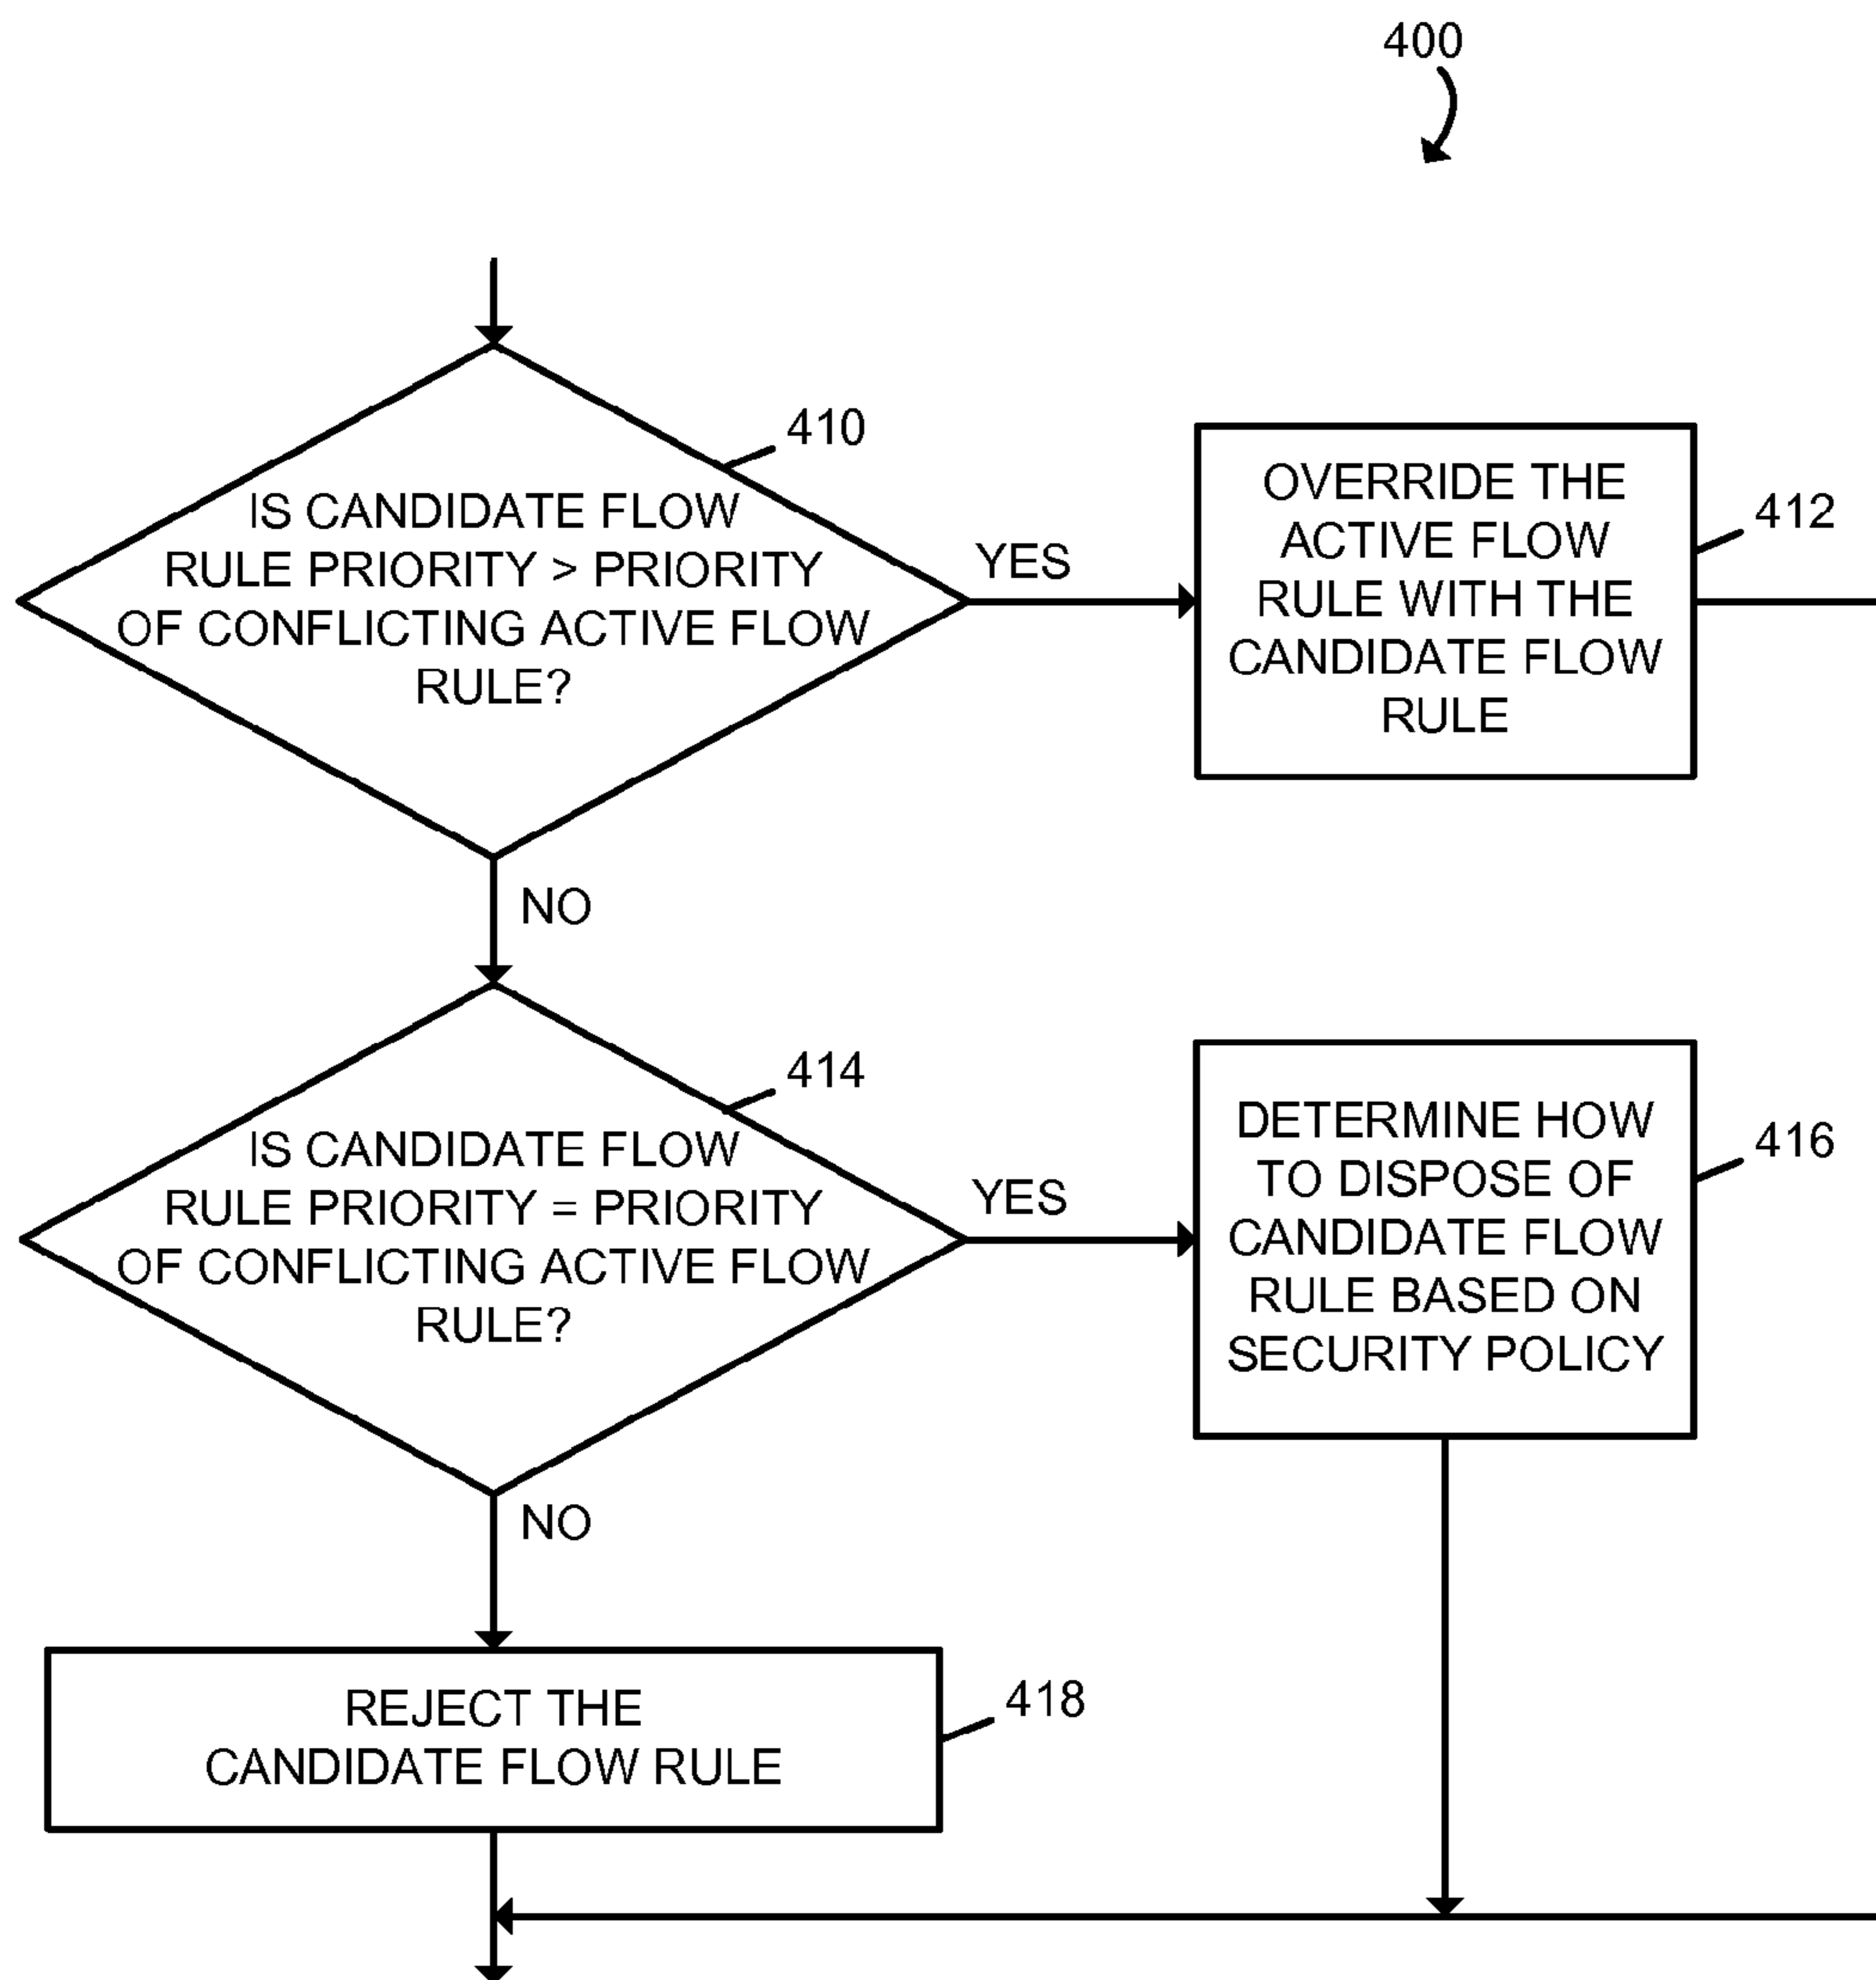 400
410
IS CANDIDATE FLOW
RULE PRIORITY > PRIORITY
OF CONFLICTING ACTIVE FLOW
RULE?
YES
OVERRIDE THE
ACTIVE FLOW
RULE WITH THE
CANDIDATE FLOW
RULE
412
NO
414
IS CANDIDATE FLOW
RULE PRIORITY = PRIORITY
OF CONFLICTING ACTIVE FLOW
RULE?
YES
DETERMINE HOW
TO DISPOSE OF
CANDIDATE FLOW
RULE BASED ON
SECURITY POLICY
416
NO
REJECT THE
CANDIDATE FLOW RULE
418